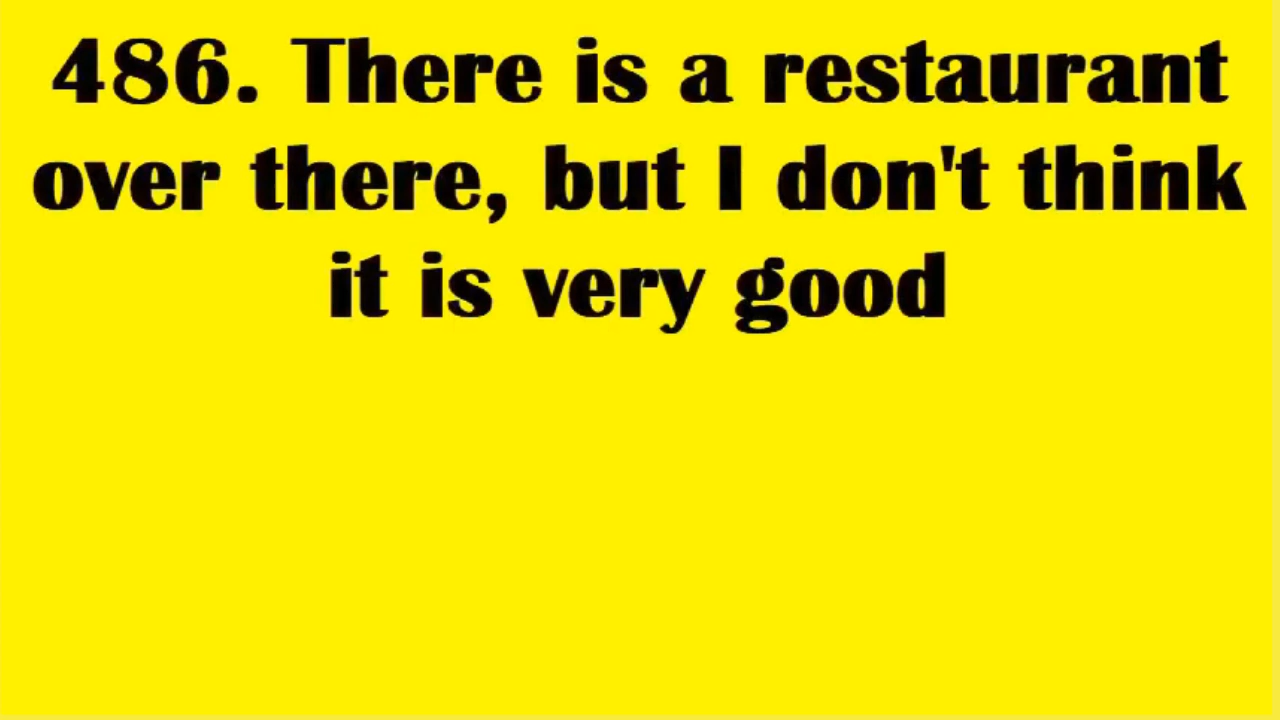 486. There is a restaurant
over there, but I don't think
it is very good